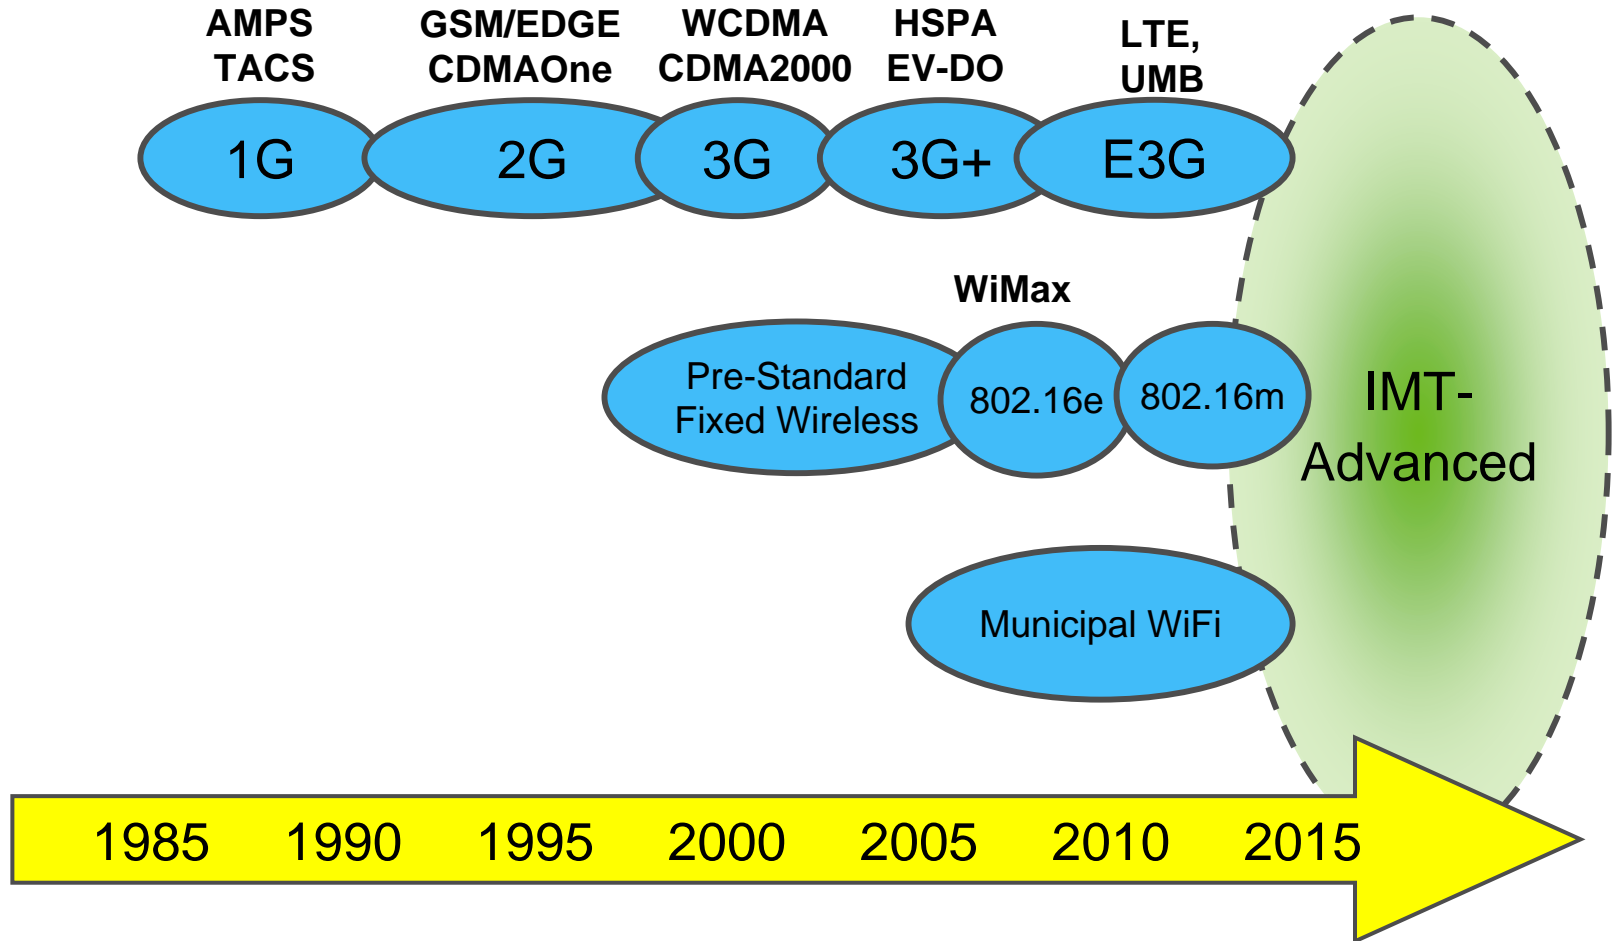 AMPS
TACS
GSM/EDGE
CDMAOne
WCDMA
CDMA2000
HSPA
EV-DO
LTE,
UMB
1G
2G
3G
3G+
E3G
WiMax
Pre-Standard
Fixed Wireless
802.16e
802.16m
IMT-
Advanced
Municipal WiFi
1985 1990 1995 2000 2005 2010 2015